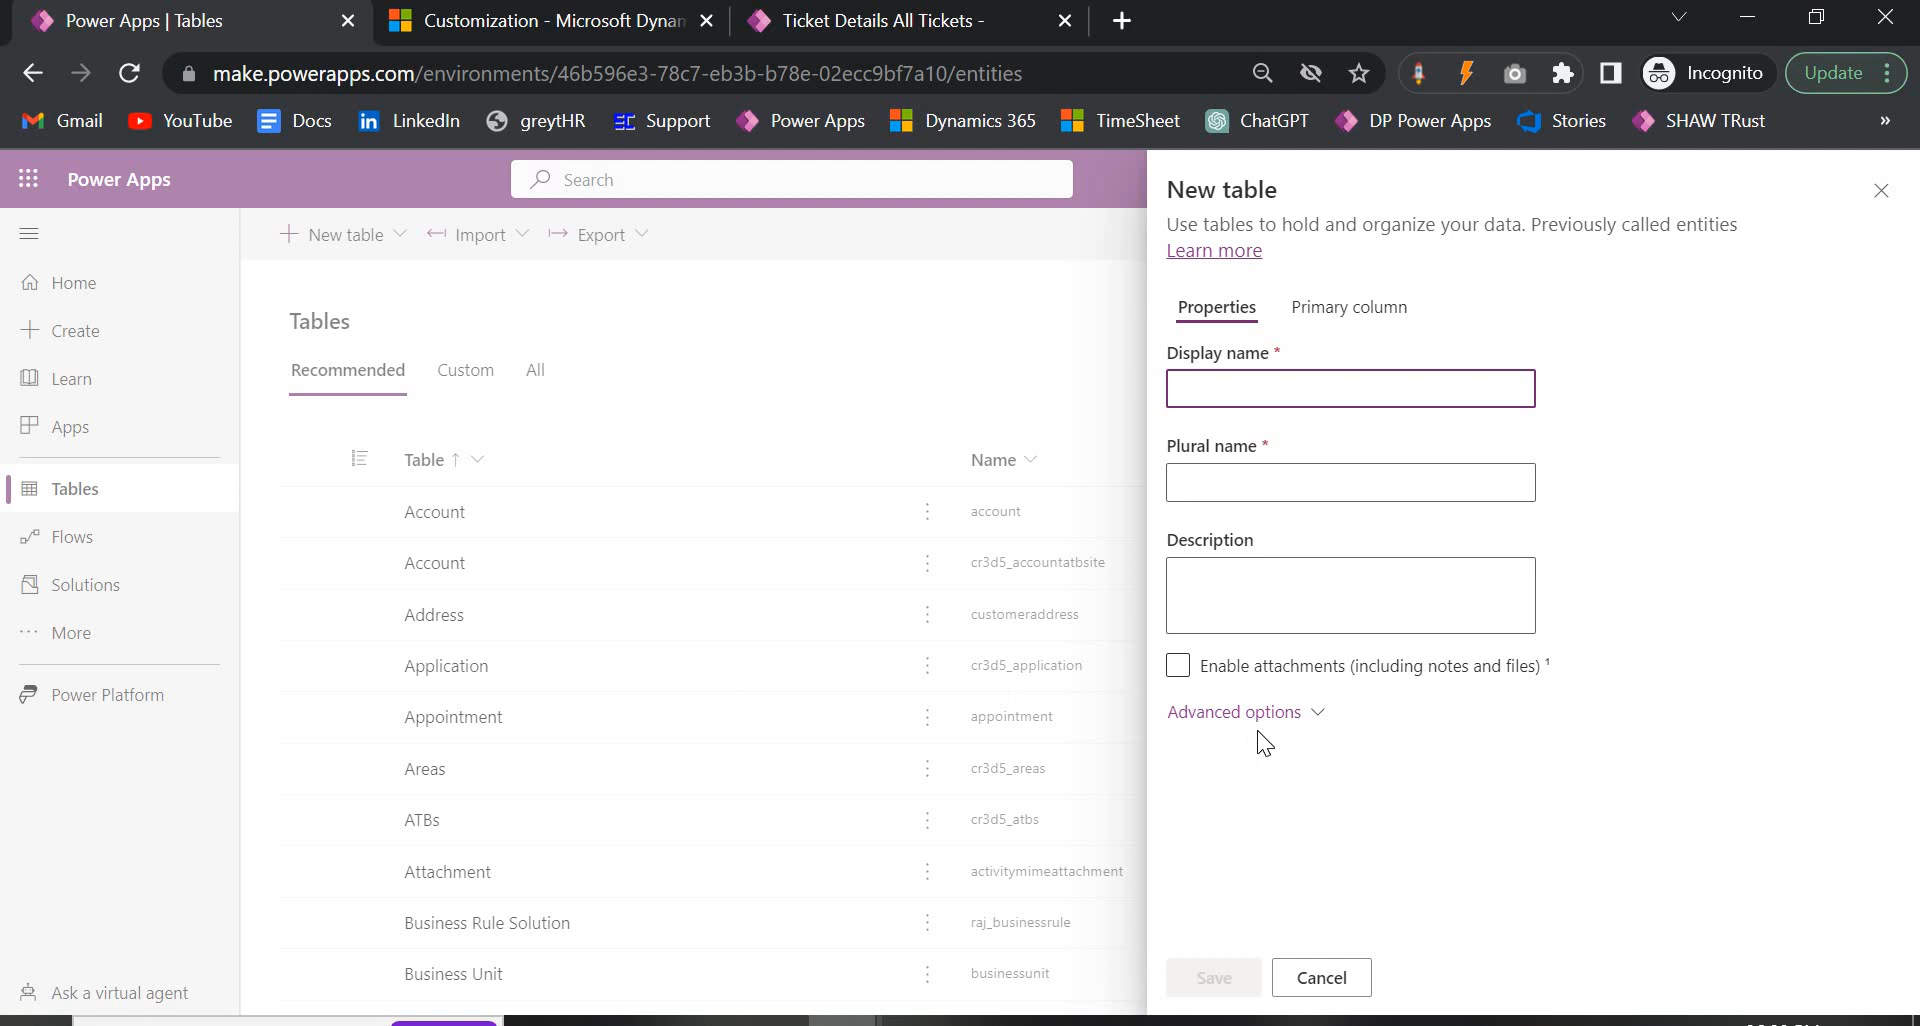 Power Apps | Tables
Customization - Microsoft Dynam
Ticket Details All Tickets -
make.powerapps.com/environments/46b596e3-78c7-eb3b-b78e-02ecc9bf7a10/entities
Incognito
Update
Gmail
YouTube
Docs
LinkedIn
greytHR
Support
Power Apps
Dynamics 365
TimeSheet
ChatGPT
DP Power Apps
Stories
SHAW TRust
»
Power Apps
Search
Home
Create
Learn
Apps
Tables
Flows
Solutions
More
Power Platform
Ask a virtual agent
New table
Import
Export
Tables
Recommended
Custom
All
Table ↑
Name
Account
account
Account
cr3d5_accountatbsite
Address
customeraddress
Application
cr3d5_application
Appointment
appointment
Areas
cr3d5_areas
ATBs
cr3d5_atbs
Attachment
activitymimeattachment
Business Rule Solution
raj_businessrule
Business Unit
businessunit
New table
Use tables to hold and organize your data. Previously called entities
Learn more
Properties
Primary column
Display name *
Plural name *
Description
Enable attachments (including notes and files) ¹
Advanced options
Save
Cancel